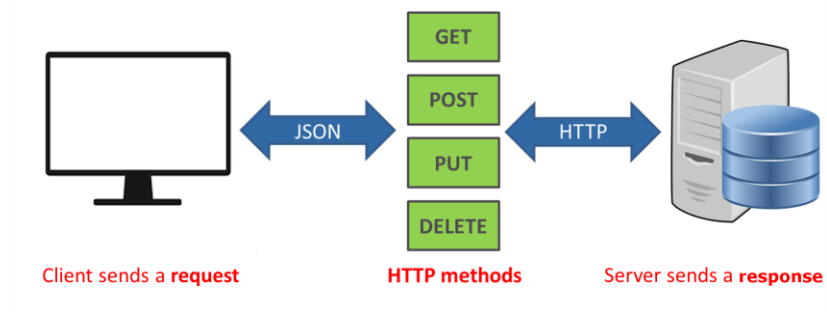 GET
POST
JSON
HTTP
PUT
DELETE
Client sends a request
HTTP methods
Server sends a response